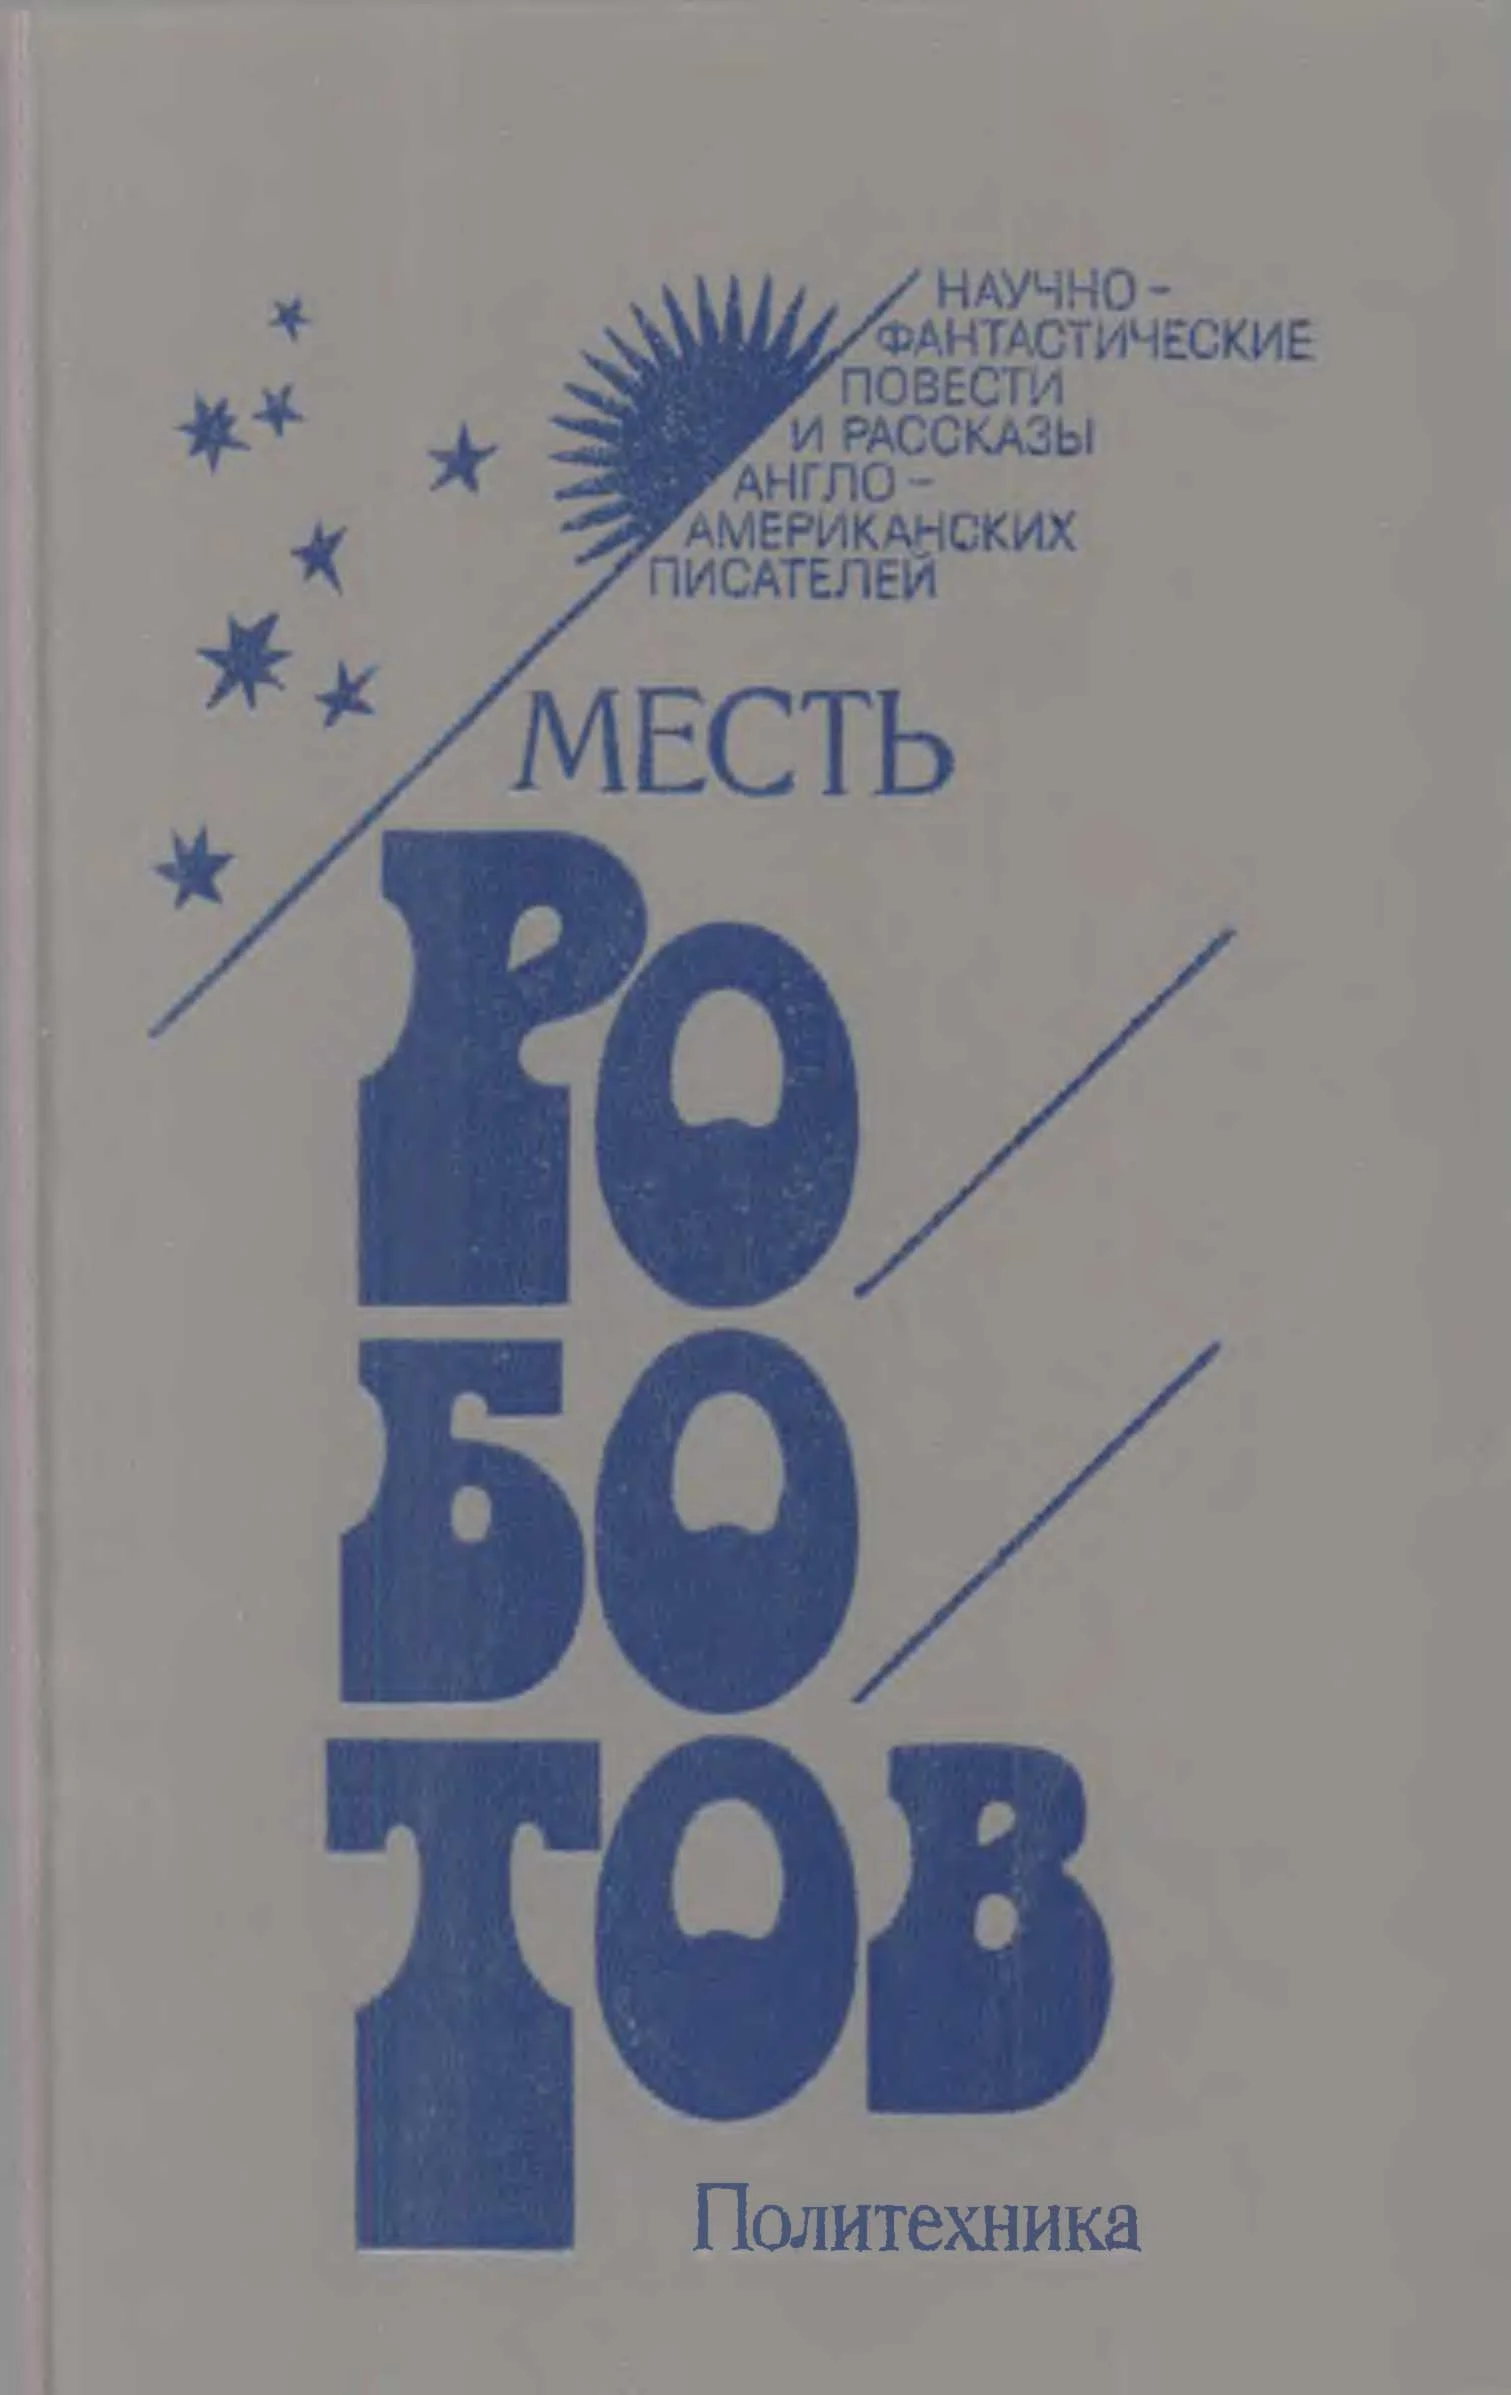 НАУЧНО-
ФАНТАСТИЧЕСКИЕ
ПОВЕСТИ
И РАССКАЗЫ
АНГЛО-
АМЕРИКАНСКИХ
ПИСАТЕЛЕЙ
МЕСТЬ
РО
БО
ТОВ
Политехника